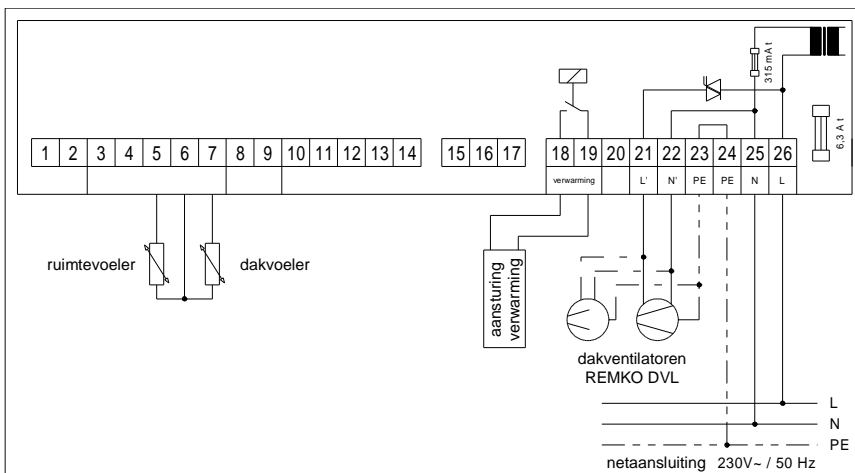 315 mA t
6,3 A t
1 2 3 4 5 6 7 8 9 10 11 12 13 14 15 16 17 18 19 20 21 22 23 24 25 26
verwarming L' N' PE PE N L
ruimtevoeler
dakvoeler
aansturing
verwarming
dakventilatoren
REMKO DVL
L
N
PE
netaansluiting 230V~ / 50 Hz